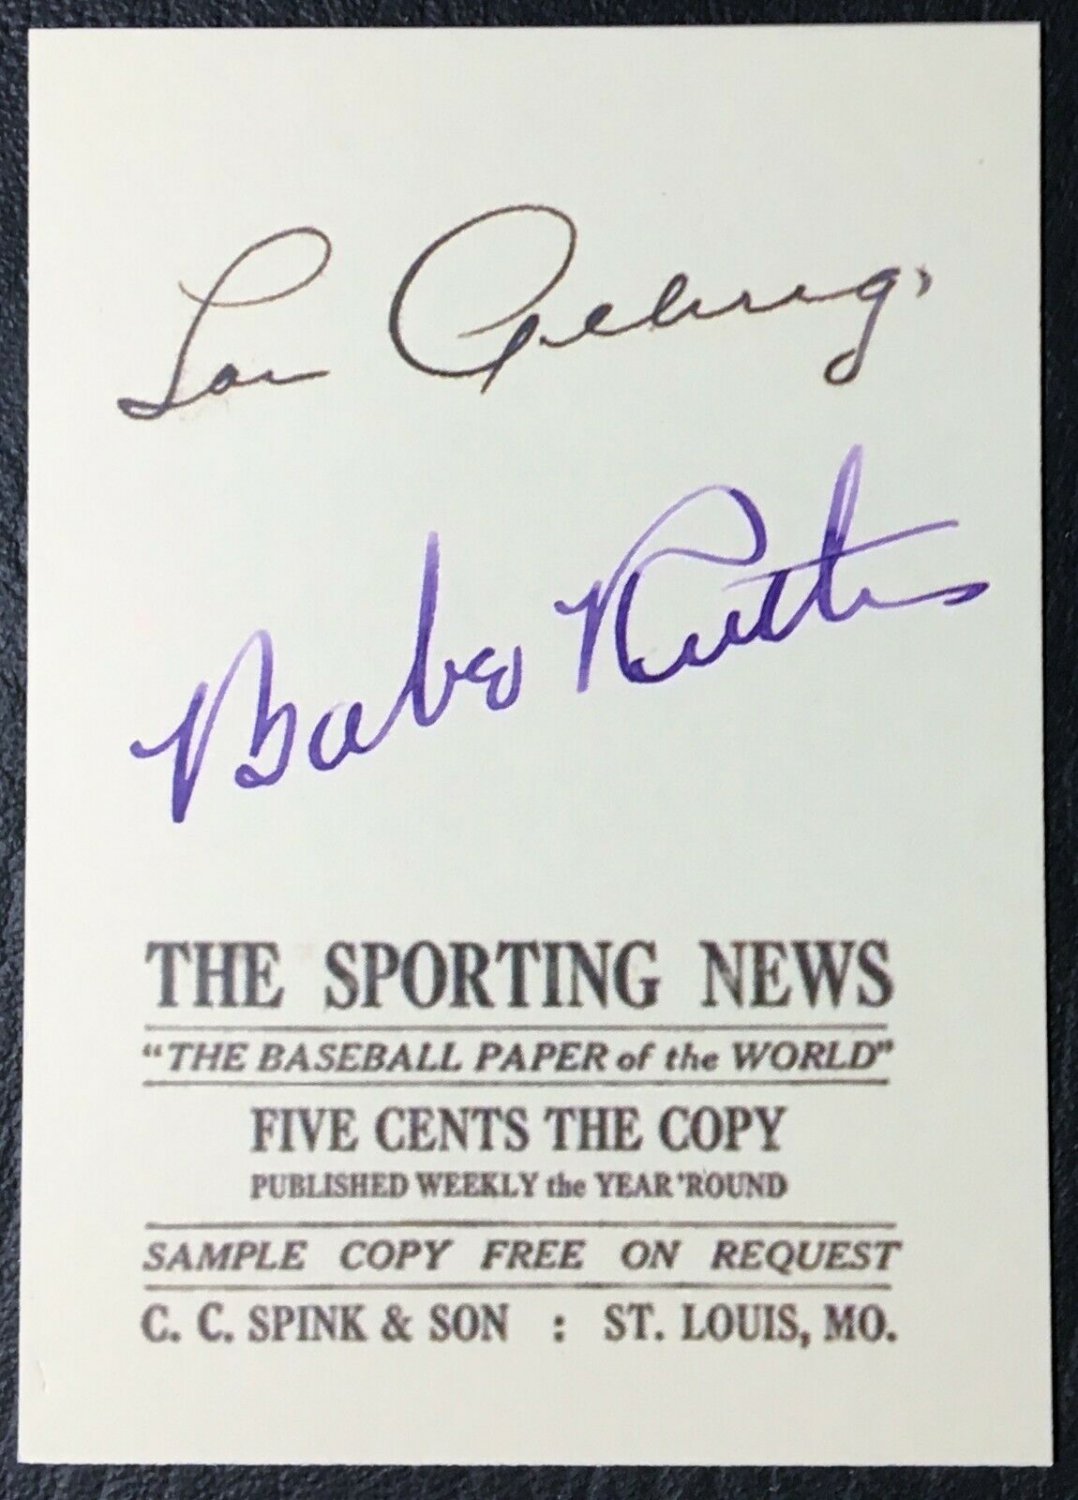 Lou Gehrig.
Babe Ruth
THE SPORTING NEWS
"THE BASEBALL PAPER of the WORLD"
FIVE CENTS THE COPY
PUBLISHED WEEKLY the YEAR 'ROUND
SAMPLE COPY FREE ON REQUEST
C. C. SPINK & SON : ST. LOUIS, MO.